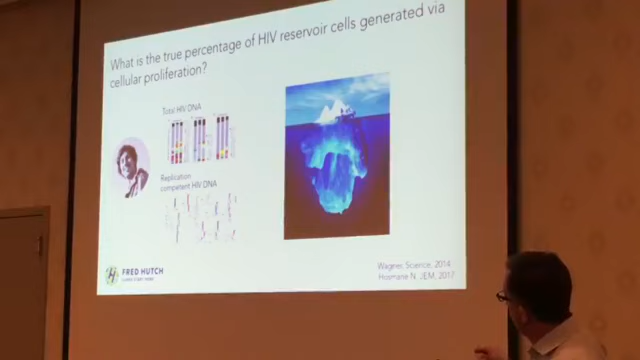 What is the true percentage of HIV reservoir cells generated via
cellular proliferation?
Total HIV DNA
Replication
competent HIV DNA
FRED HUTCH
Wagner, Science, 2014
Hosmane N. JEM, 2017